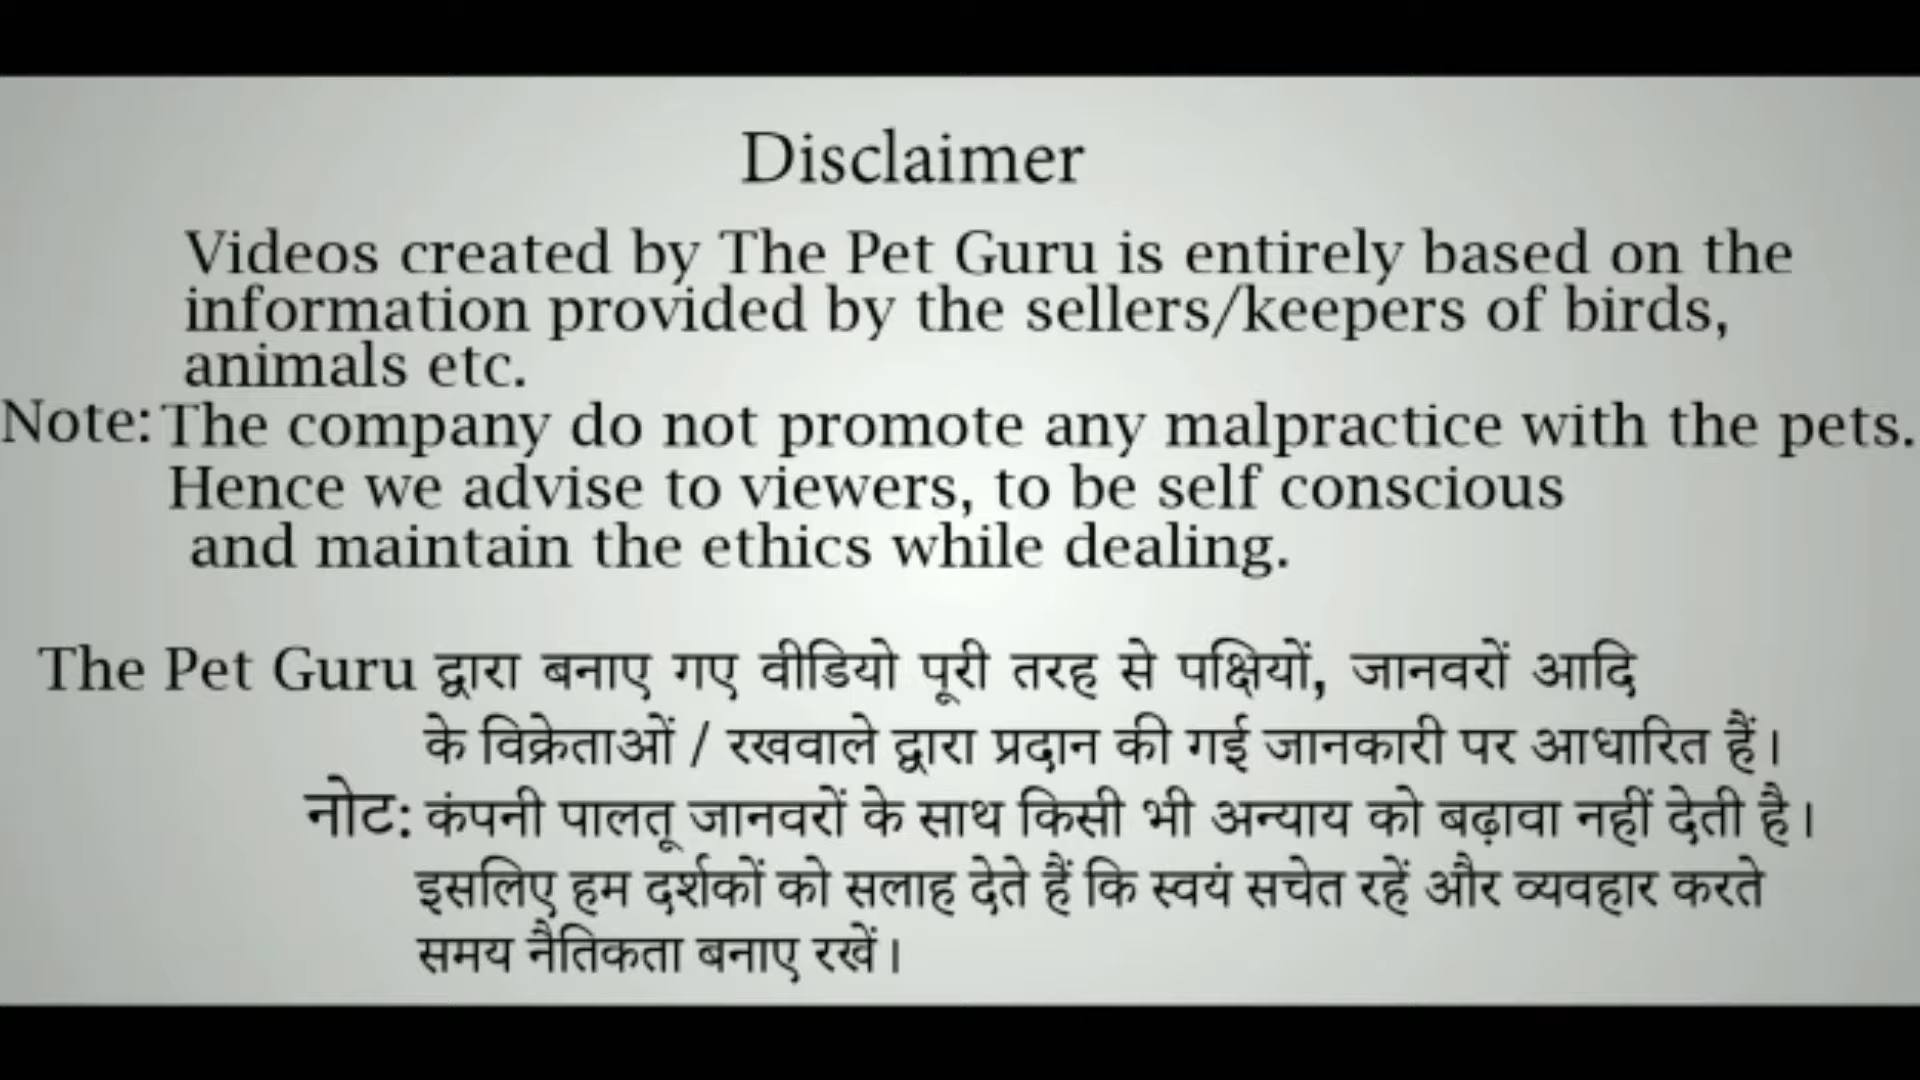 Disclaimer
Videos created by The Pet Guru is entirely based on the
information provided by the sellers/keepers of birds,
animals etc.
Note: The company do not promote any malpractice with the pets.
Hence we advise to viewers, to be self conscious
and maintain the ethics while dealing.
The Pet Guru द्वारा बनाए गए वीडियो पूरी तरह से पक्षियों, जानवरों आदि
के विक्रेताओं / रखवाले द्वारा प्रदान की गई जानकारी पर आधारित हैं।
नोट: कंपनी पालतू जानवरों के साथ किसी भी अन्याय को बढ़ावा नहीं देती है।
इसलिए हम दर्शकों को सलाह देते हैं कि स्वयं सचेत रहें और व्यवहार करते
समय नैतिकता बनाए रखें।